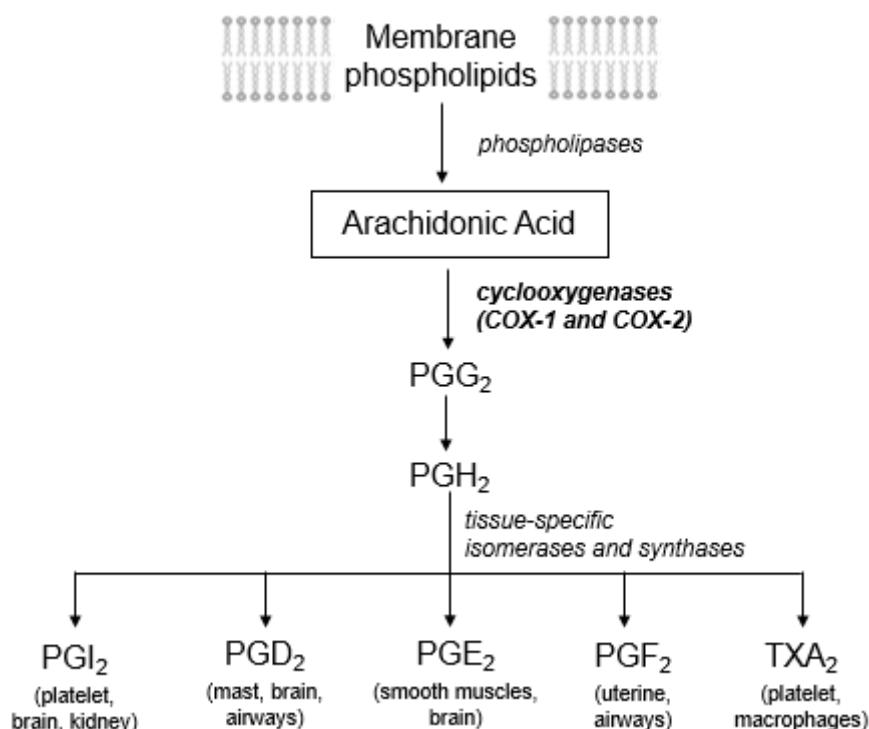 Membrane
phospholipids
phospholipases
Arachidonic Acid
cyclooxygenases
(COX-1 and COX-2)
PGG₂
PGH₂
tissue-specific
isomerases and synthases
PGI₂ PGD₂ PGE₂ PGF₂ TXA₂
(platelet, (mast, brain, (smooth muscles, (uterine, (platelet,
brain, kidney) airways) brain) airways) macrophages)